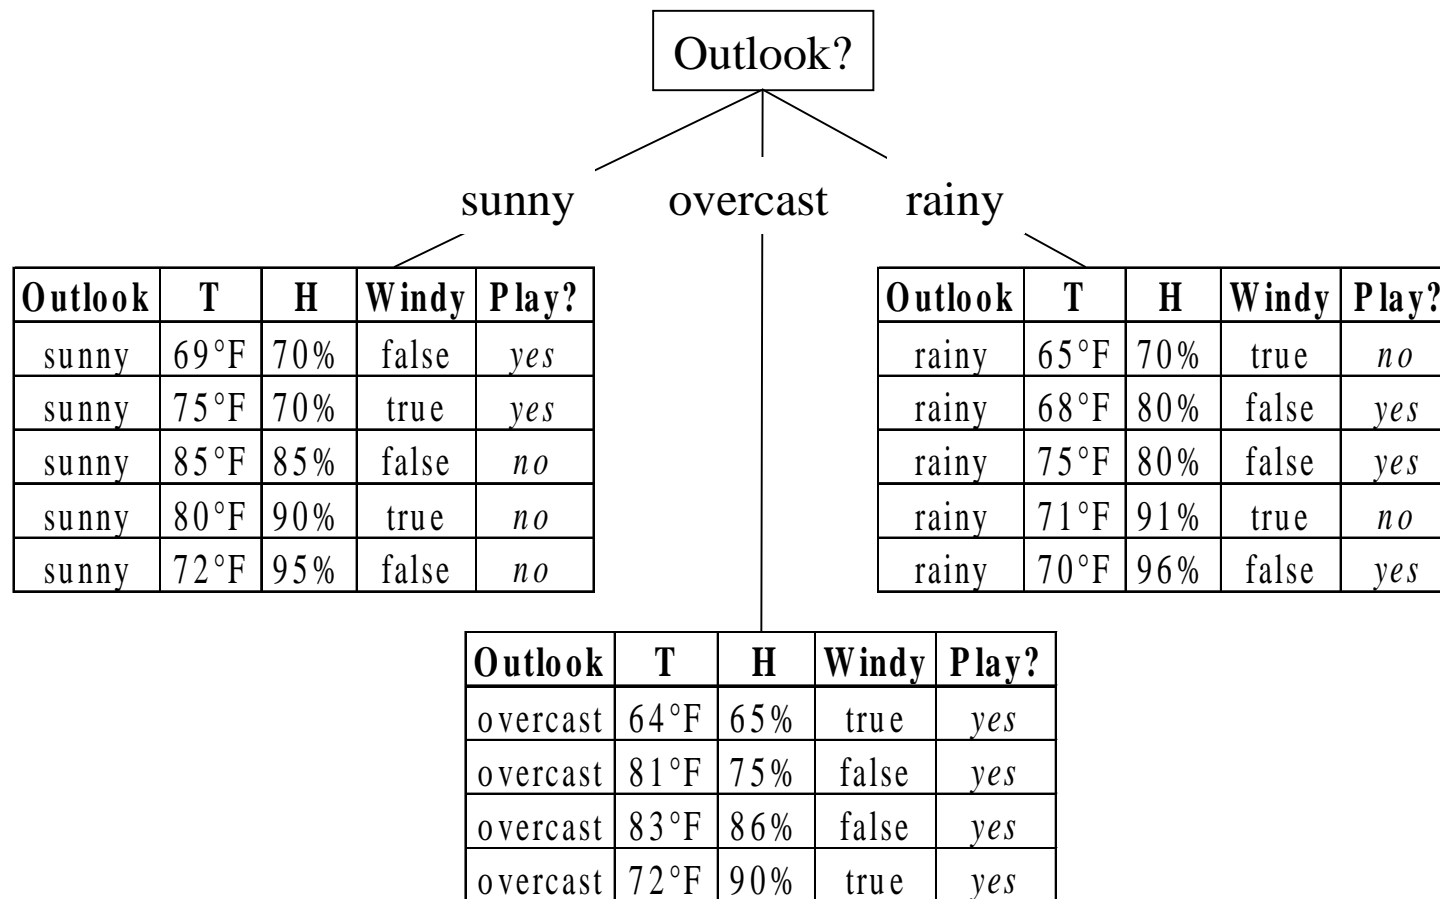 Outlook?
sunny overcast rainy
Outlook T H Windy Play?
sunny 69°F 70% false yes
sunny 75°F 70% true yes
sunny 85°F 85% false no
sunny 80°F 90% true no
sunny 72°F 95% false no
Outlook T H Windy Play?
rainy 65°F 70% true no
rainy 68°F 80% false yes
rainy 75°F 80% false yes
rainy 71°F 91% true no
rainy 70°F 96% false yes
Outlook T H Windy Play?
overcast 64°F 65% true yes
overcast 81°F 75% false yes
overcast 83°F 86% false yes
overcast 72°F 90% true yes